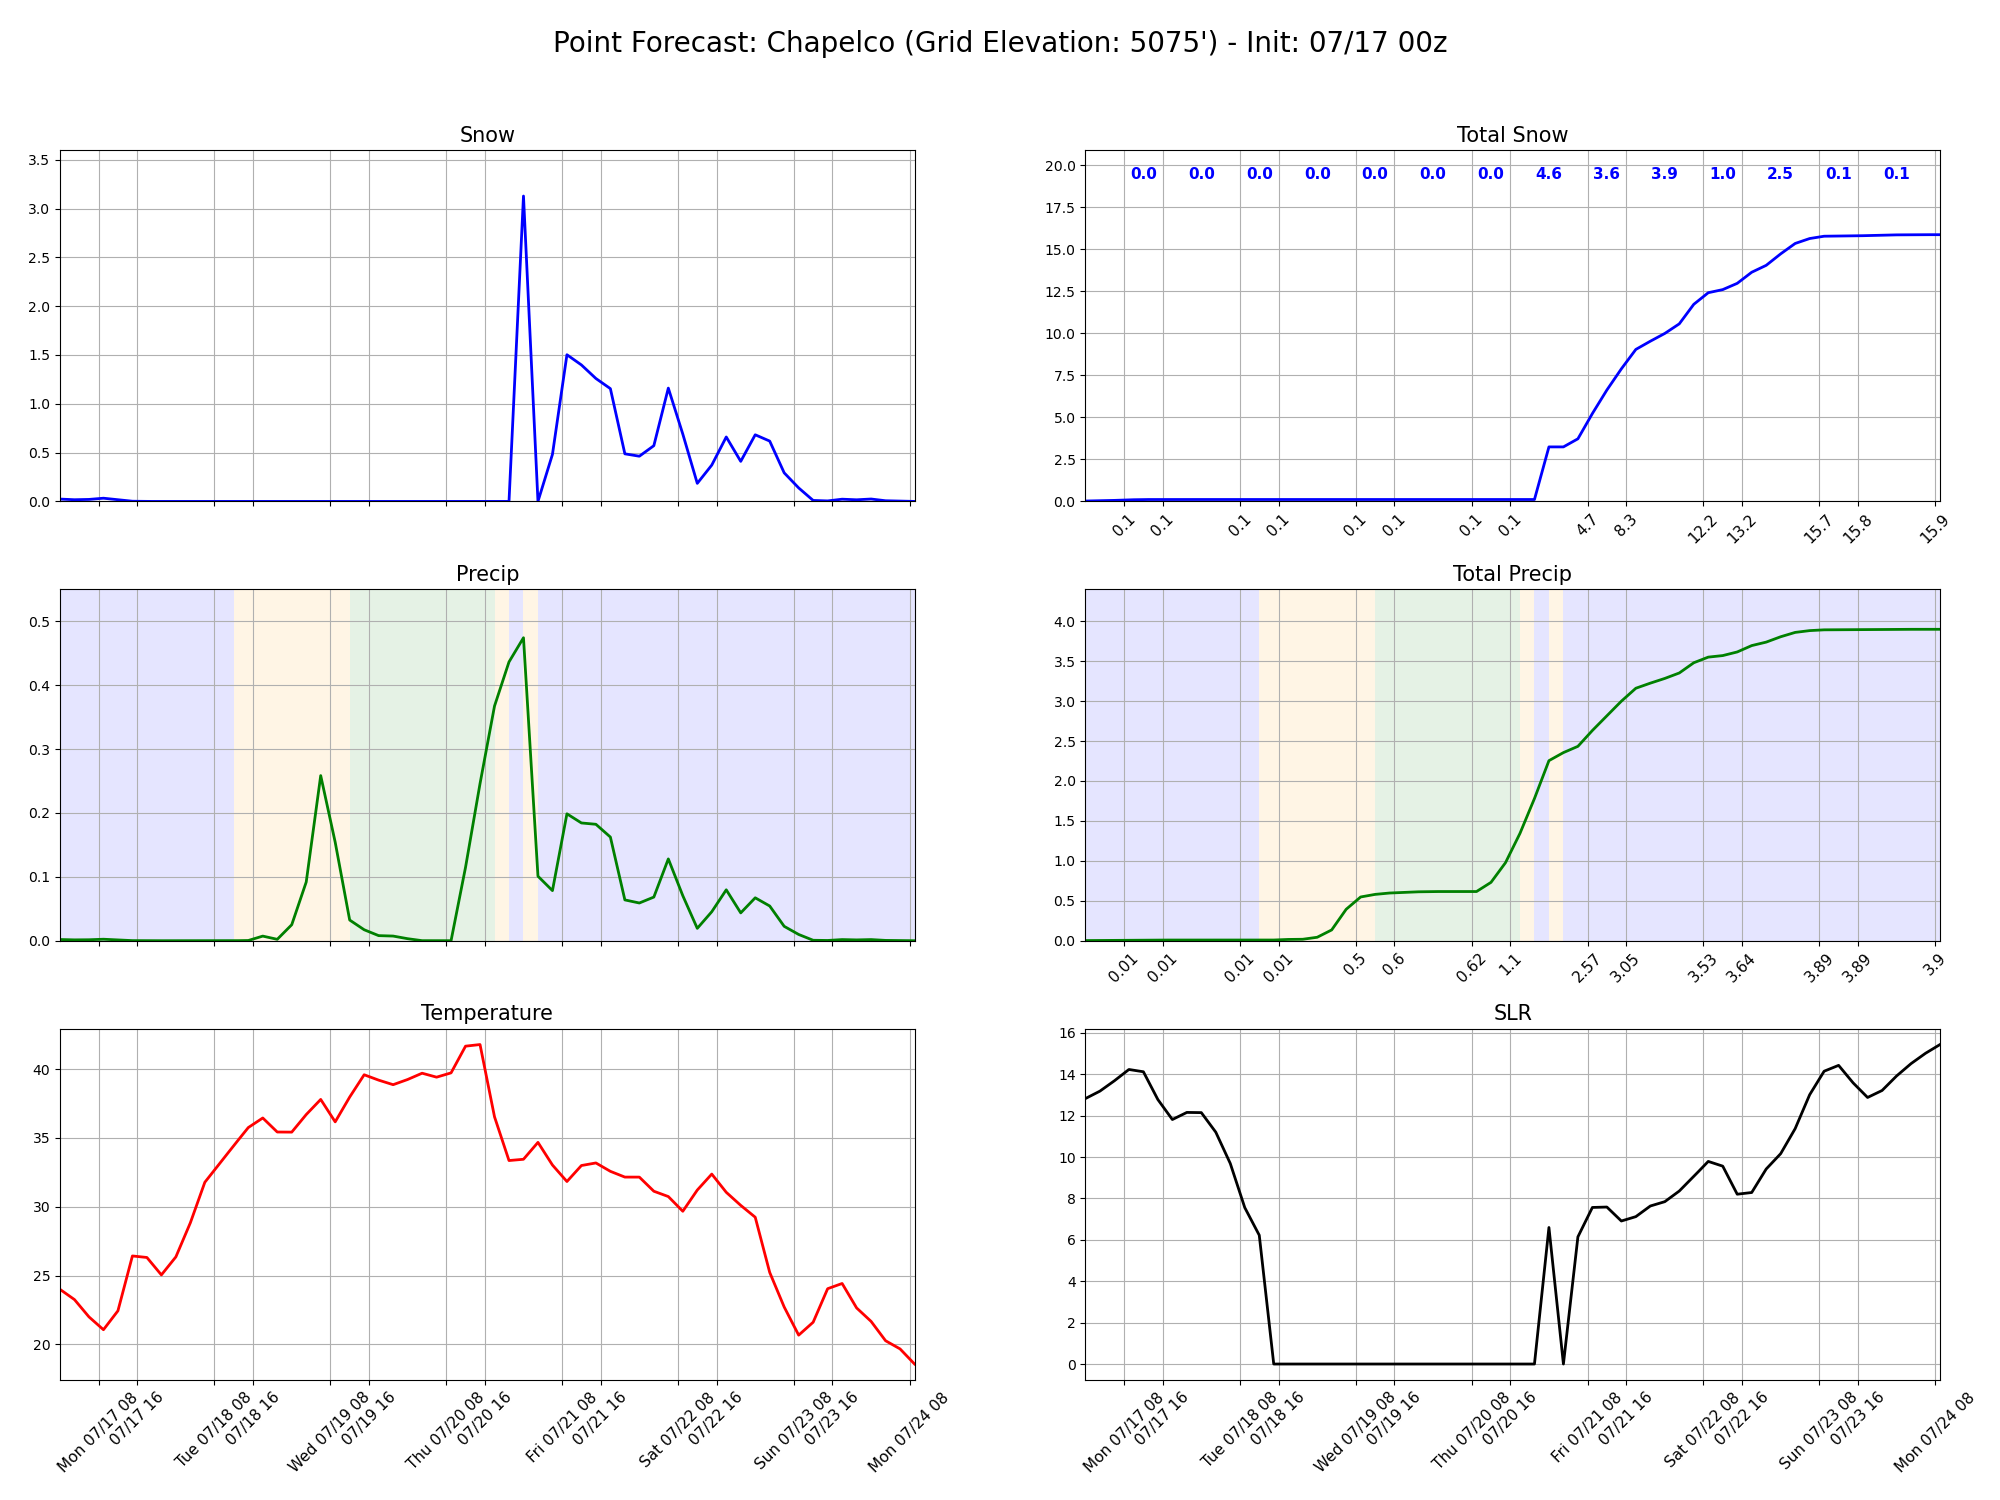 Point Forecast: Chapelco (Grid Elevation: 5075') - Init: 07/17 00z
Snow
3.5
3.0
2.5
2.0
1.5
1.0
0.5
0.0
Total Snow
20.0
17.5
15.0
12.5
10.0
7.5
5.0
2.5
0.0
0.0 0.0 0.0 0.0 0.0 0.0 0.0 4.6 3.6 3.9 1.0 2.5 0.1 0.1
0.1 0.1 0.1 0.1 0.1 0.1 0.1 0.1 4.7 8.3 12.2 13.2 15.7 15.8 15.9
Precip
0.5
0.4
0.3
0.2
0.1
0.0
Total Precip
4.0
3.5
3.0
2.5
2.0
1.5
1.0
0.5
0.0
0.01 0.01 0.01 0.01 0.5 0.6 0.62 1.1 2.57 3.05 3.53 3.64 3.89 3.89 3.9
Temperature
40
35
30
25
20
Mon 07/17 08
07/17 16
Tue 07/18 08
07/18 16
Wed 07/19 08
07/19 16
Thu 07/20 08
07/20 16
Fri 07/21 08
07/21 16
Sat 07/22 08
07/22 16
Sun 07/23 08
07/23 16
Mon 07/24 08
SLR
16
14
12
10
8
6
4
2
0
Mon 07/17 08
07/17 16
Tue 07/18 08
07/18 16
Wed 07/19 08
07/19 16
Thu 07/20 08
07/20 16
Fri 07/21 08
07/21 16
Sat 07/22 08
07/22 16
Sun 07/23 08
07/23 16
Mon 07/24 08